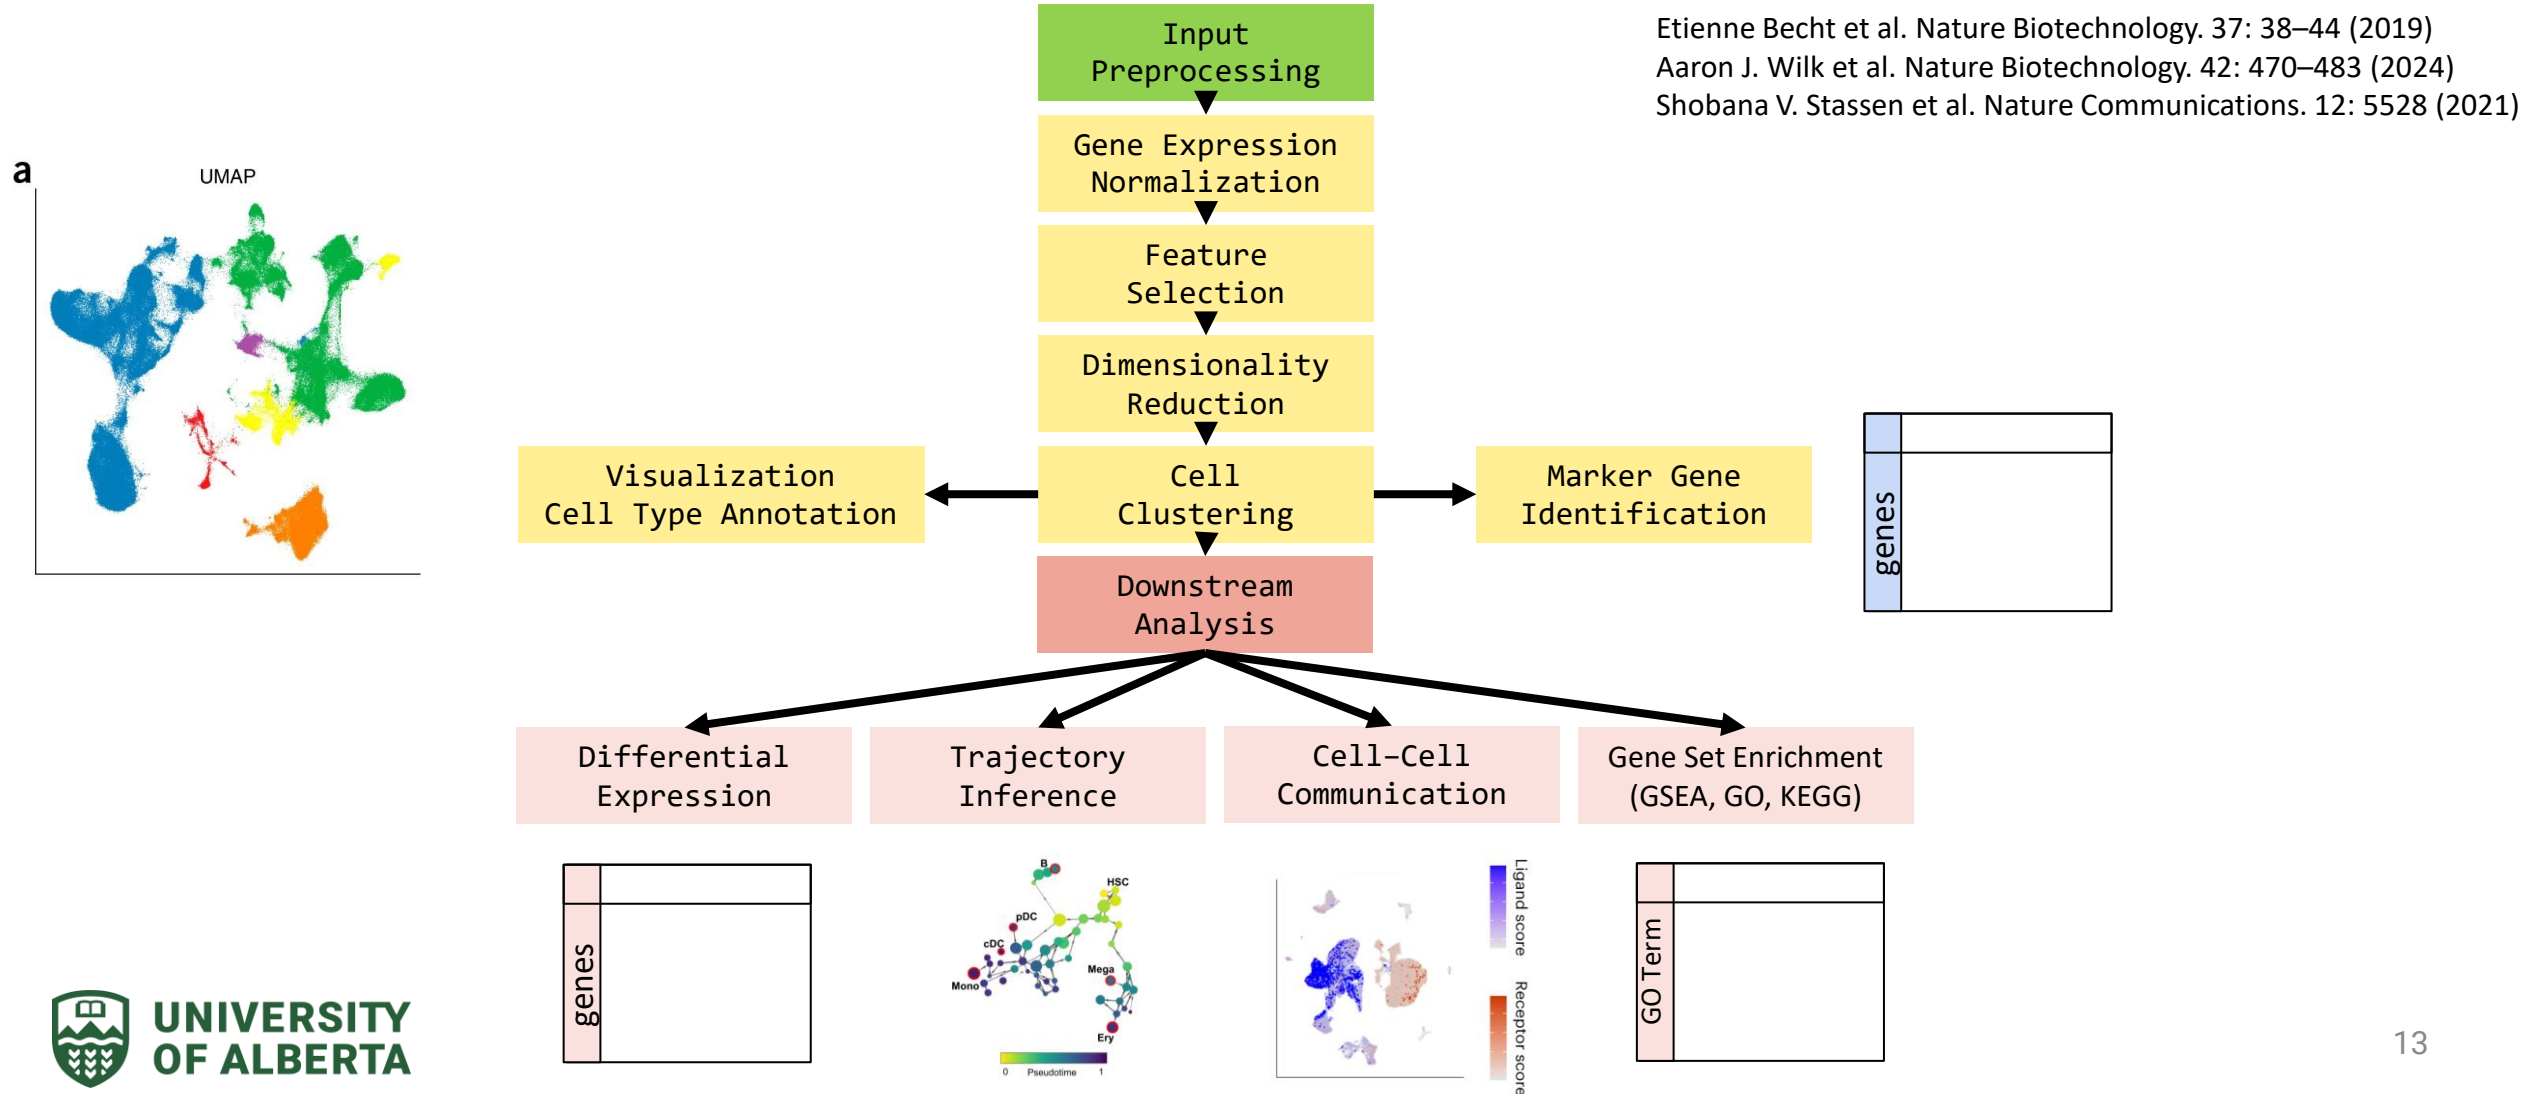 Input
Preprocessing
Etienne Becht et al. Nature Biotechnology. 37: 38–44 (2019)
Aaron J. Wilk et al. Nature Biotechnology. 42: 470–483 (2024)
Shobana V. Stassen et al. Nature Communications. 12: 5528 (2021)
Gene Expression
Normalization
a
UMAP
Feature
Selection
Dimensionality
Reduction
Visualization
Cell Type Annotation
Cell
Clustering
Marker Gene
Identification
genes
Downstream
Analysis
Differential
Expression
Trajectory
Inference
Cell–Cell
Communication
Gene Set Enrichment
(GSEA, GO, KEGG)
genes
B
HSC
pDC
cDC
Mega
Mono
Ery
0 Pseudotime 1
Ligand score
Receptor score
GO Term
UNIVERSITY
OF ALBERTA
13